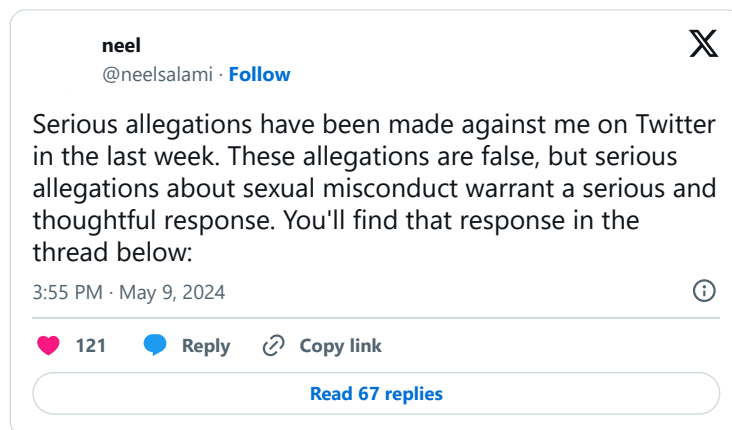 neel
@neelsalami · Follow
Serious allegations have been made against me on Twitter
in the last week. These allegations are false, but serious
allegations about sexual misconduct warrant a serious and
thoughtful response. You'll find that response in the
thread below:
3:55 PM · May 9, 2024
121 Reply Copy link
Read 67 replies